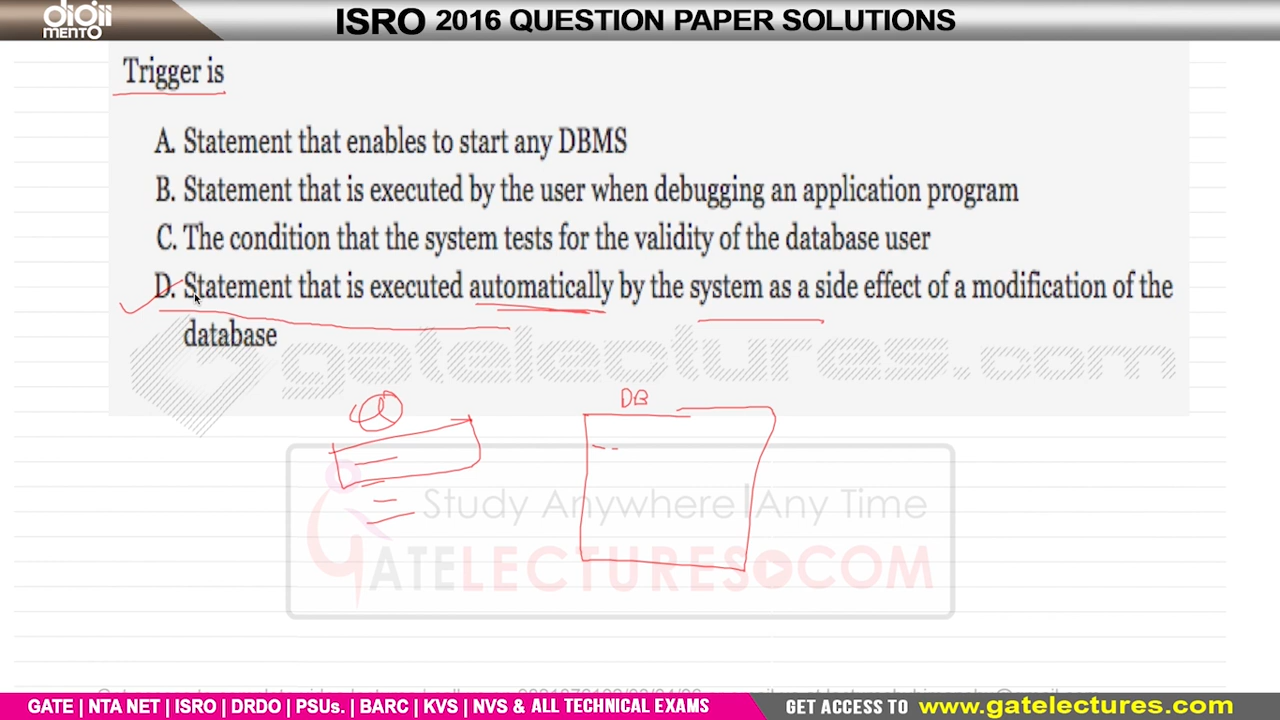 digii
MENTO
ISRO 2016 QUESTION PAPER SOLUTIONS
Trigger is
A. Statement that enables to start any DBMS
B. Statement that is executed by the user when debugging an application program
C. The condition that the system tests for the validity of the database user
D. Statement that is executed automatically by the system as a side effect of a modification of the
database
gatelectures.com
DB
Study Anywhere|Any Time
GATELECTURES.COM
GATE | NTA NET | ISRO | DRDO | PSUs. | BARC | KVS | NVS & ALL TECHNICAL EXAMS
GET ACCESS TO www.gatelectures.com